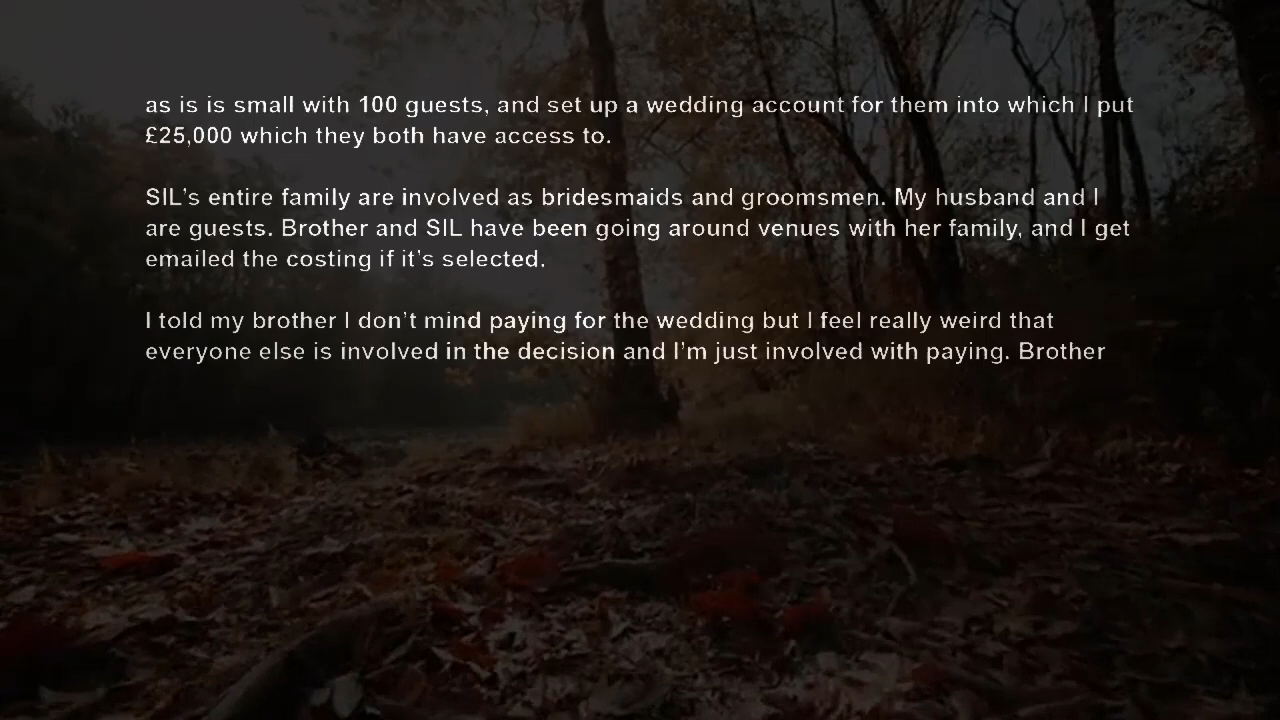 as is is small with 100 guests, and set up a wedding account for them into which I put
£25,000 which they both have access to.
SIL's entire family are involved as bridesmaids and groomsmen. My husband and I
are guests. Brother and SIL have been going around venues with her family, and I get
emailed the costing if it's selected.
I told my brother I don't mind paying for the wedding but I feel really weird that
everyone else is involved in the decision and I'm just involved with paying. Brother